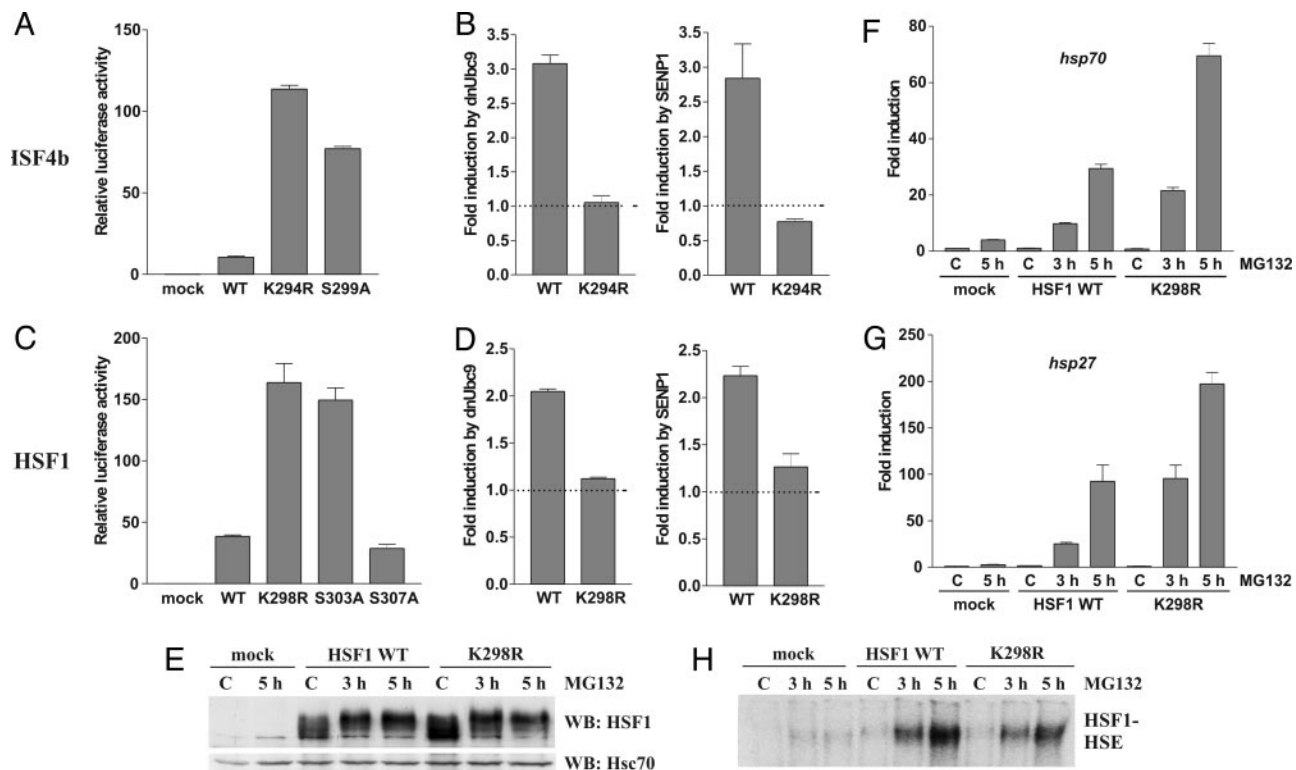 A
Relative luciferase activity
150
100
50
0
mock WT K294R S299A
B
Fold induction by dnUbc9
3.5
3.0
2.5
2.0
1.5
1.0
0.5
0.0
WT K294R
Fold induction by SENP1
3.5
3.0
2.5
2.0
1.5
1.0
0.5
0.0
WT K294R
F
hsp70
Fold induction
80
60
40
20
0
C 5 h C 3 h 5 h C 3 h 5 h MG132
mock HSF1 WT K298R
HSF4b
C
Relative luciferase activity
200
150
100
50
0
mock WT K298R S303A S307A
D
Fold induction by dnUbc9
2.5
2.0
1.5
1.0
0.5
0.0
WT K298R
Fold induction by SENP1
2.5
2.0
1.5
1.0
0.5
0.0
WT K298R
G
hsp27
Fold induction
250
200
150
100
50
0
C 5 h C 3 h 5 h C 3 h 5 h MG132
mock HSF1 WT K298R
HSF1
E
mock HSF1 WT K298R
C 5 h C 3 h 5 h C 3 h 5 h MG132
WB: HSF1
WB: Hsc70
H
mock HSF1 WT K298R
C 3 h 5 h C 3 h 5 h C 3 h 5 h MG132
HSF1-
HSE